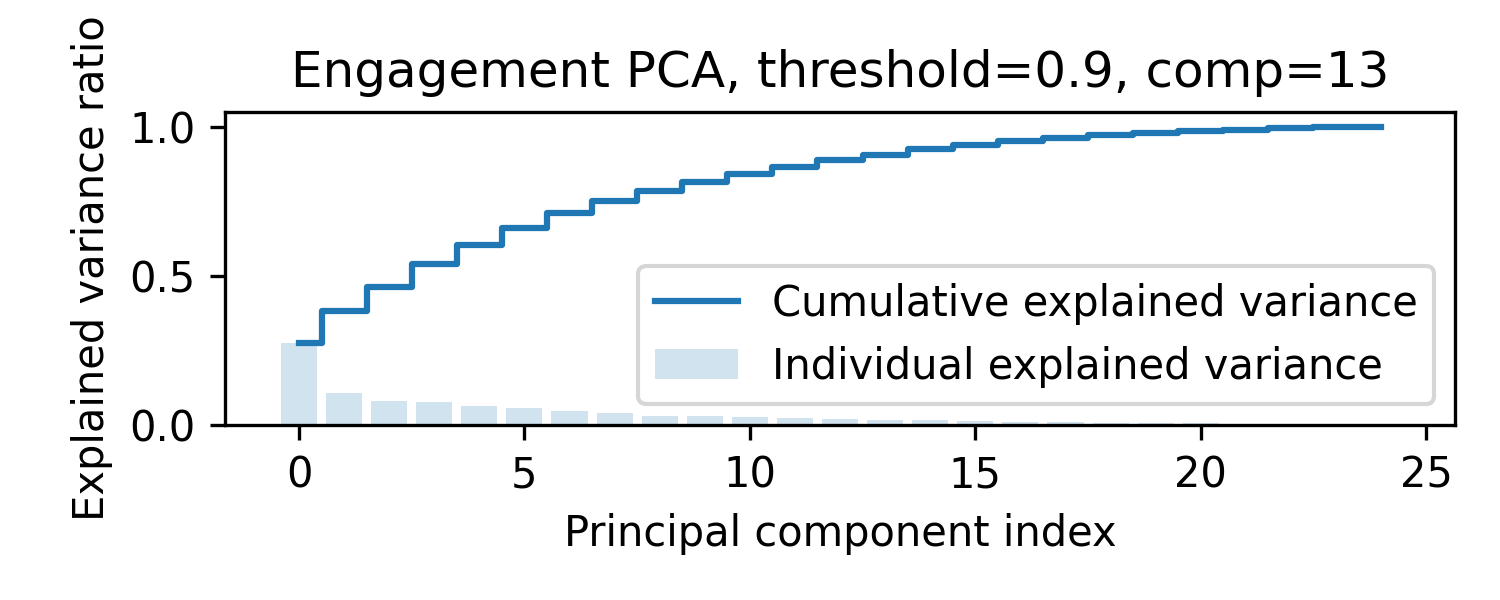 Engagement PCA, threshold=0.9, comp=13
Explained variance ratio
1.0
0.5
0.0
Cumulative explained variance
Individual explained variance
0 5 10 15 20 25
Principal component index